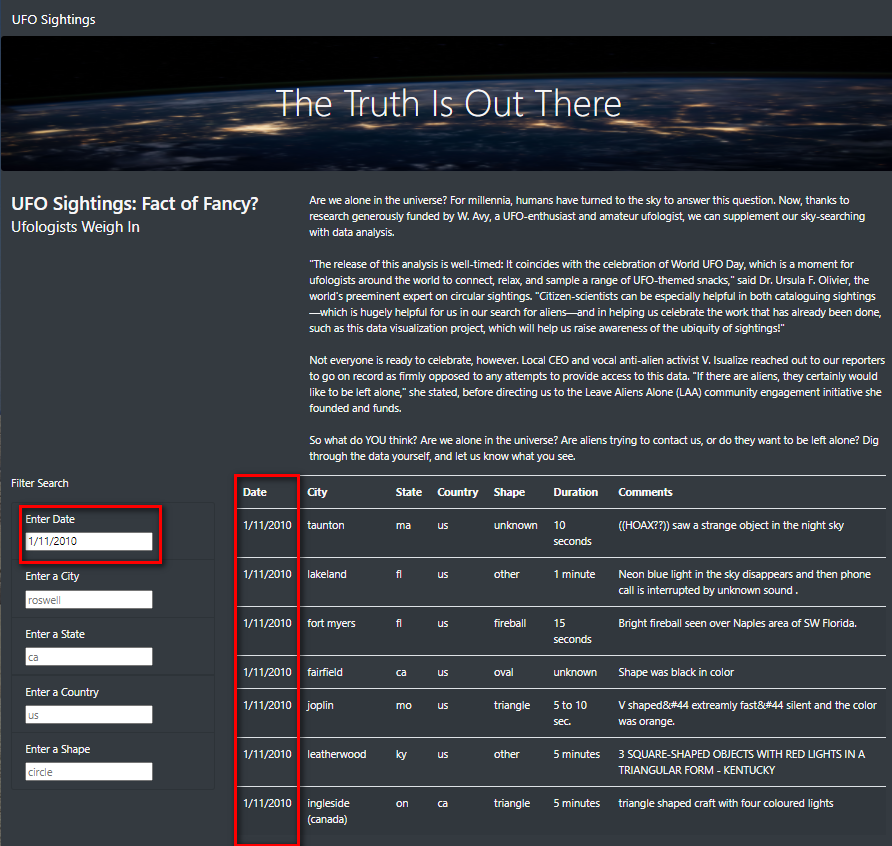 UFO Sightings
The Truth Is Out There
UFO Sightings: Fact of Fancy?
Ufologists Weigh In
Are we alone in the universe? For millennia, humans have turned to the sky to answer this question. Now, thanks to
research generously funded by W. Avy, a UFO-enthusiast and amateur ufologist, we can supplement our sky-searching
with data analysis.
"The release of this analysis is well-timed: It coincides with the celebration of World UFO Day, which is a moment for
ufologists around the world to connect, relax, and sample a range of UFO-themed snacks," said Dr. Ursula F. Olivier, the
world's preeminent expert on circular sightings. "Citizen-scientists can be especially helpful in both cataloguing sightings
—which is hugely helpful for us in our search for aliens—and in helping us celebrate the work that has already been done,
such as this data visualization project, which will help us raise awareness of the ubiquity of sightings!"
Not everyone is ready to celebrate, however. Local CEO and vocal anti-alien activist V. Isualize reached out to our reporters
to go on record as firmly opposed to any attempts to provide access to this data. "If there are aliens, they certainly would
like to be left alone," she stated, before directing us to the Leave Aliens Alone (LAA) community engagement initiative she
founded and funds.
So what do YOU think? Are we alone in the universe? Are aliens trying to contact us, or do they want to be left alone? Dig
through the data yourself, and let us know what you see.
Filter Search
Enter Date
1/11/2010
Enter a City
roswell
Enter a State
ca
Enter a Country
us
Enter a Shape
circle
Date City State Country Shape Duration Comments
1/11/2010 taunton ma us unknown 10 ((HOAX??)) saw a strange object in the night sky
seconds
1/11/2010 lakeland fl us other 1 minute Neon blue light in the sky disappears and then phone
call is interrupted by unknown sound .
1/11/2010 fort myers fl us fireball 15 Bright fireball seen over Naples area of SW Florida.
seconds
1/11/2010 fairfield ca us oval unknown Shape was black in color
1/11/2010 joplin mo us triangle 5 to 10 V shaped&#44 extreamly fast&#44 silent and the color
sec. was orange.
1/11/2010 leatherwood ky us other 5 minutes 3 SQUARE-SHAPED OBJECTS WITH RED LIGHTS IN A
TRIANGULAR FORM - KENTUCKY
1/11/2010 ingleside on ca triangle 5 minutes triangle shaped craft with four coloured lights
(canada)